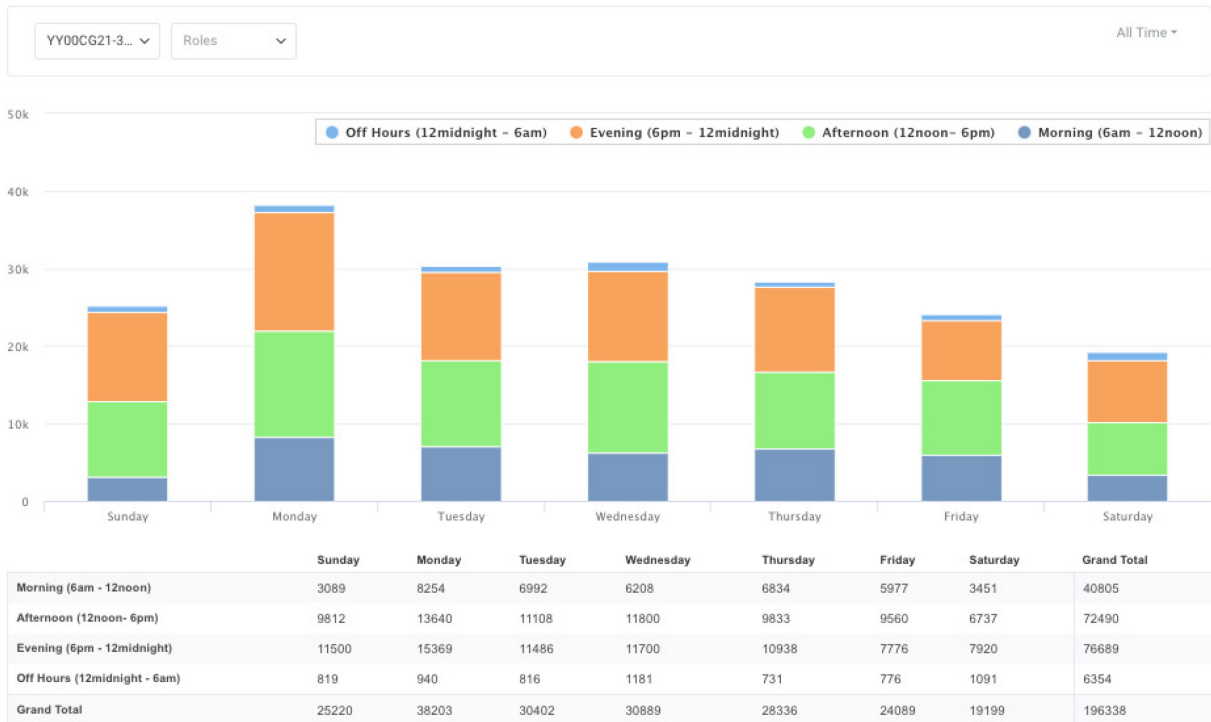 YY00CG21-3... Roles All Time
50k
Off Hours (12midnight - 6am) Evening (6pm - 12midnight) Afternoon (12noon- 6pm) Morning (6am - 12noon)
40k
30k
20k
10k
0
Sunday Monday Tuesday Wednesday Thursday Friday Saturday
Sunday Monday Tuesday Wednesday Thursday Friday Saturday Grand Total
Morning (6am - 12noon) 3089 8254 6992 6208 6834 5977 3451 40805
Afternoon (12noon- 6pm) 9812 13640 11108 11800 9833 9560 6737 72490
Evening (6pm - 12midnight) 11500 15369 11486 11700 10938 7776 7920 76689
Off Hours (12midnight - 6am) 819 940 816 1181 731 776 1091 6354
Grand Total 25220 38203 30402 30889 28336 24089 19199 196338